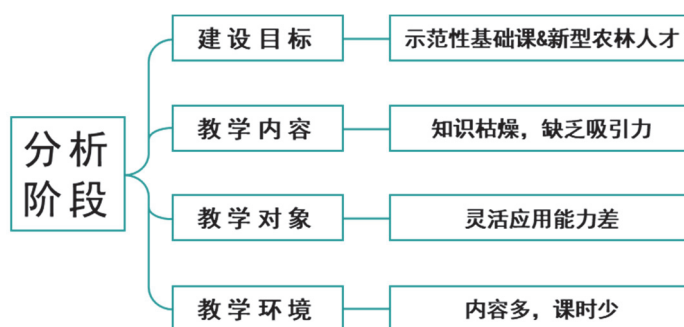 分析
阶段
建设目标
示范性基础课&新型农林人才
教学内容
知识枯燥，缺乏吸引力
教学对象
灵活应用能力差
教学环境
内容多，课时少